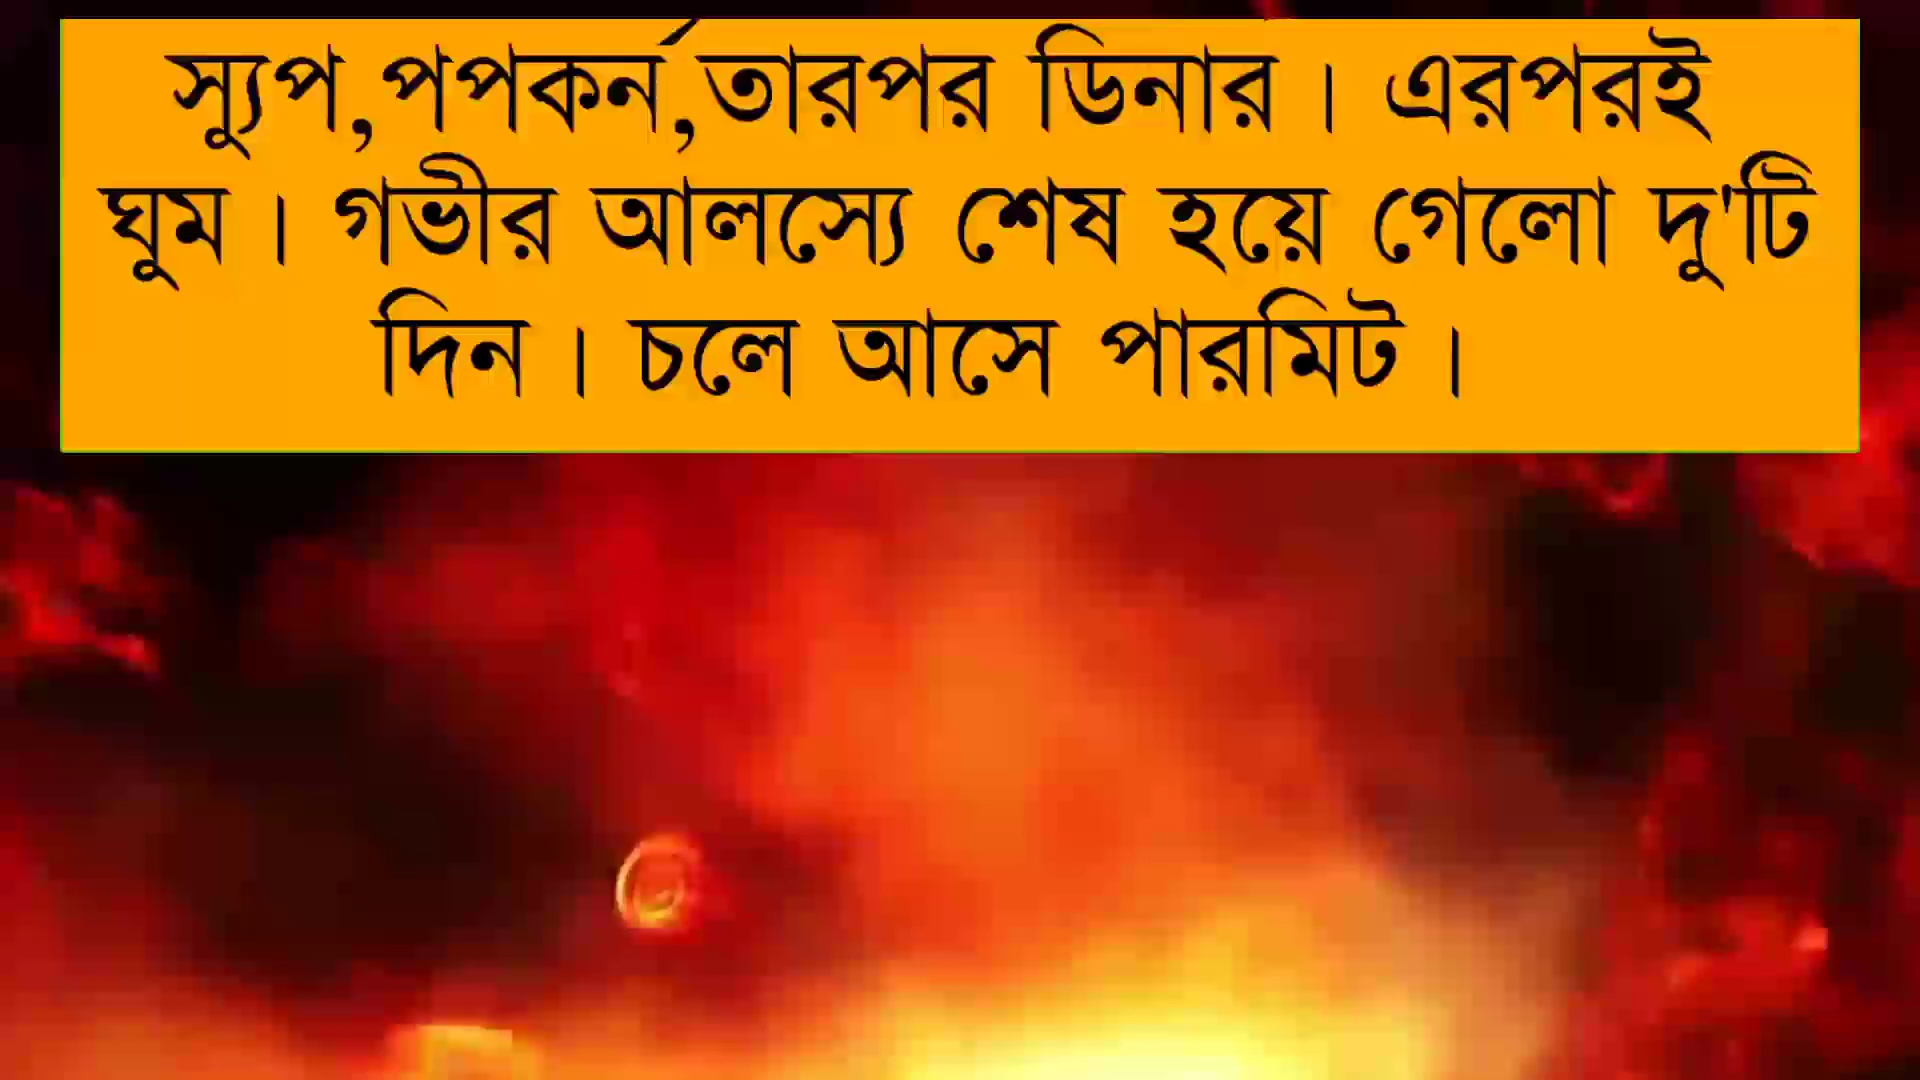 স্যুপ,পপকর্ন,তারপর ডিনার। এরপরই
ঘুম। গভীর আলস্যে শেষ হয়ে গেলো দু'টি
দিন। চলে আসে পারমিট।